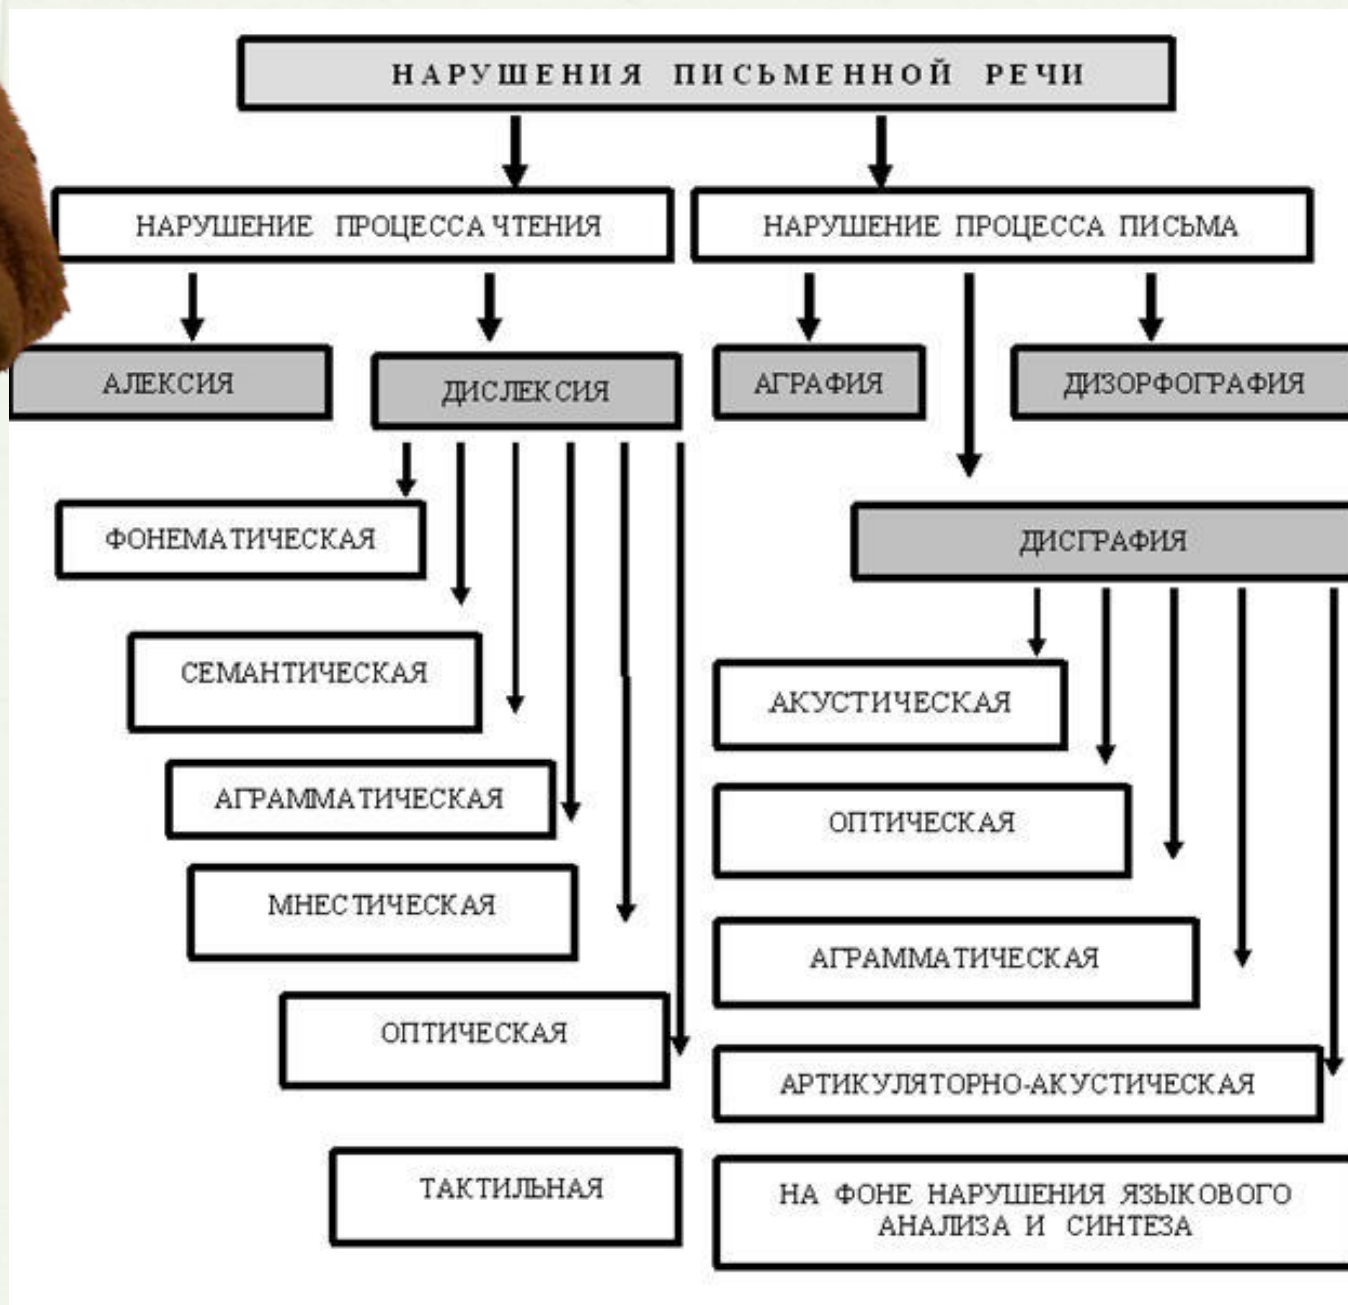 НАРУШЕНИЯ ПИСЬМЕННОЙ РЕЧИ
НАРУШЕНИЕ ПРОЦЕССА ЧТЕНИЯ
НАРУШЕНИЕ ПРОЦЕССА ПИСЬМА
АЛЕКСИЯ
ДИСЛЕКСИЯ
АГРАФИЯ
ДИЗОРФОГРАФИЯ
ФОНЕМАТИЧЕСКАЯ
СЕМАНТИЧЕСКАЯ
АГРАММАТИЧЕСКАЯ
МНЕСТИЧЕСКАЯ
ОПТИЧЕСКАЯ
ТАКТИЛЬНАЯ
ДИСГРАФИЯ
АКУСТИЧЕСКАЯ
ОПТИЧЕСКАЯ
АГРАММАТИЧЕСКАЯ
АРТИКУЛЯТОРНО-АКУСТИЧЕСКАЯ
НА ФОНЕ НАРУШЕНИЯ ЯЗЫКОВОГО
АНАЛИЗА И СИНТЕЗА